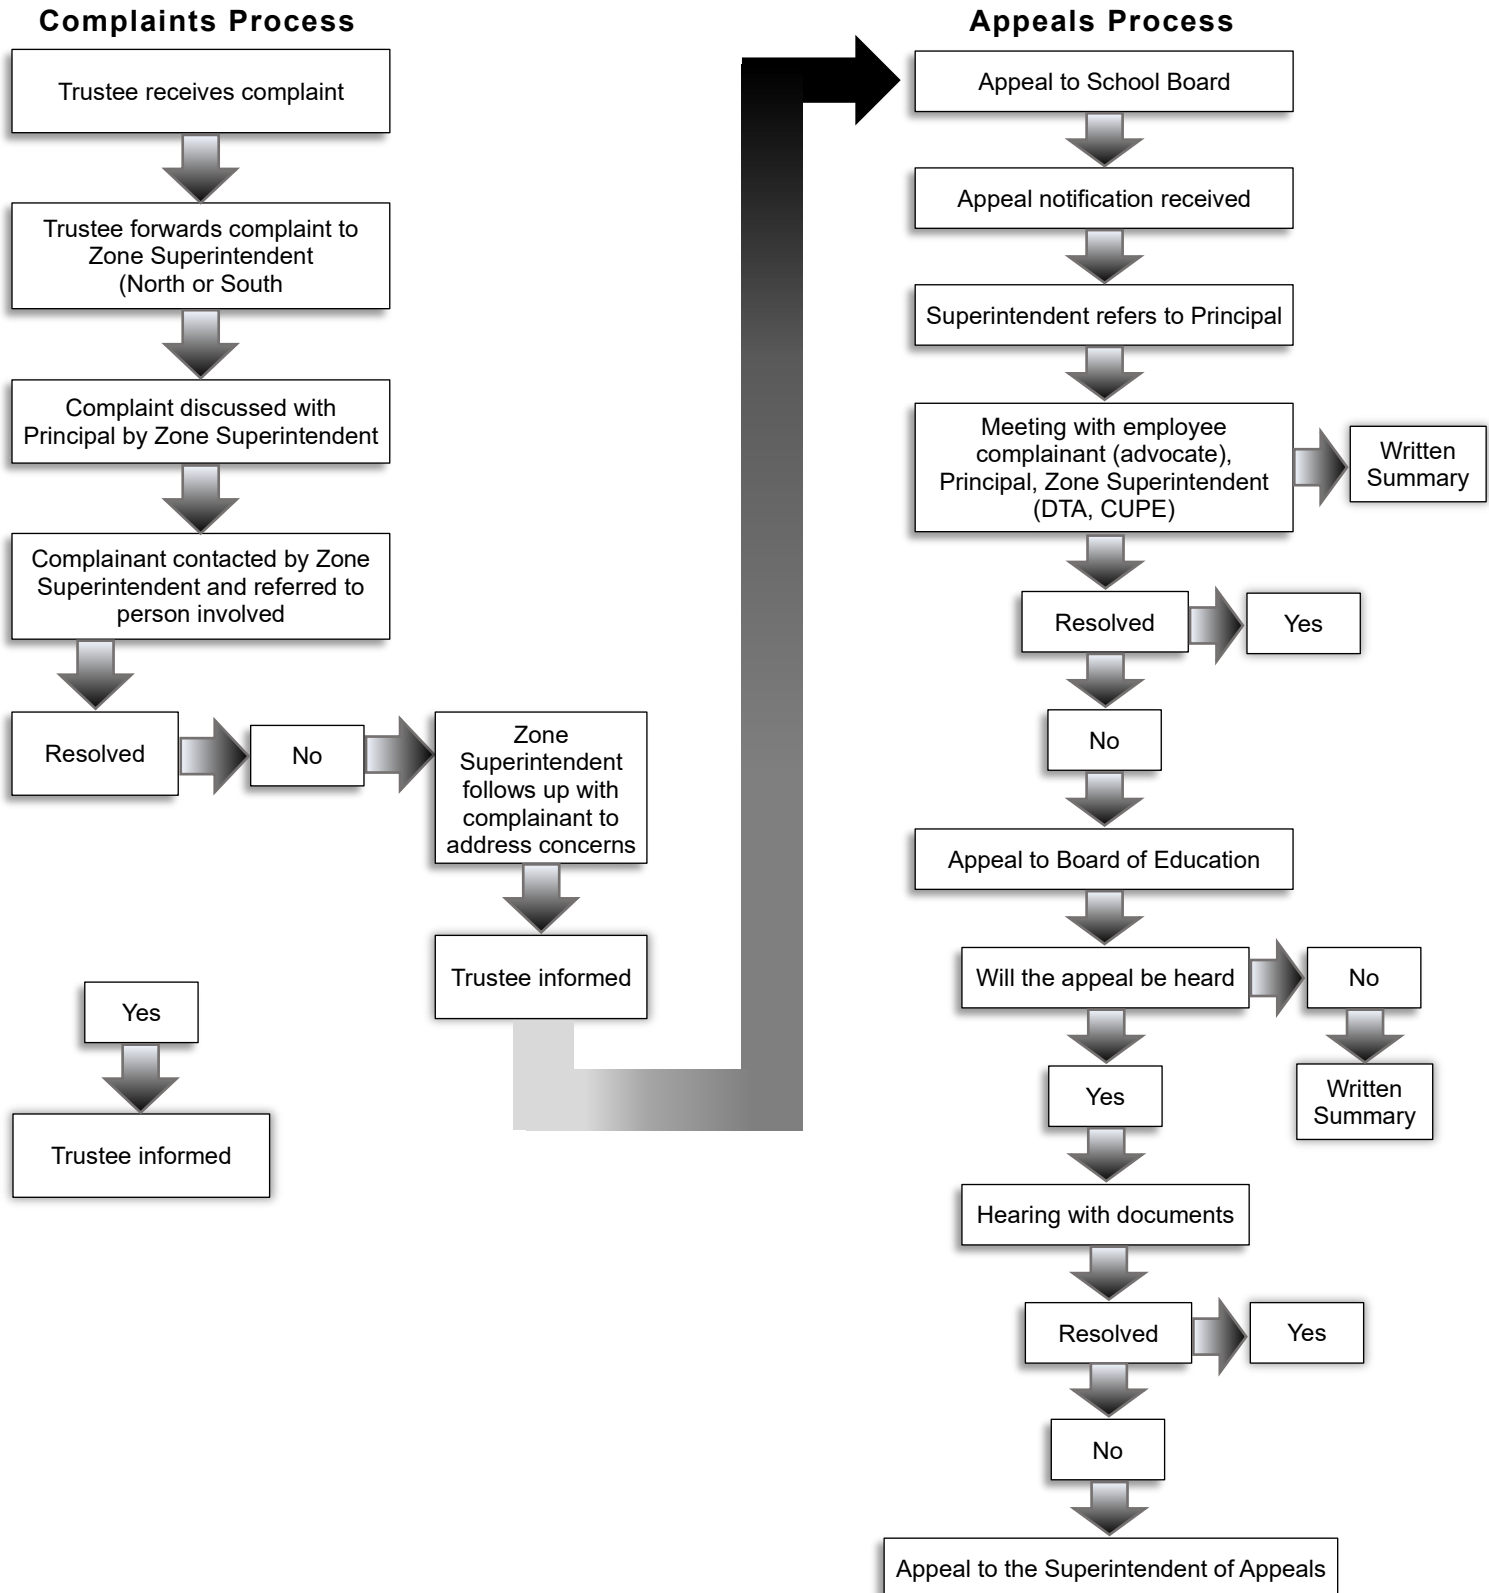 Complaints Process
Trustee receives complaint
Trustee forwards complaint to
Zone Superintendent
(North or South
Complaint discussed with
Principal by Zone Superintendent
Complainant contacted by Zone
Superintendent and referred to
person involved
Resolved
No
Zone
Superintendent
follows up with
complainant to
address concerns
Trustee informed
Yes
Trustee informed
Appeals Process
Appeal to School Board
Appeal notification received
Superintendent refers to Principal
Meeting with employee
complainant (advocate),
Principal, Zone Superintendent
(DTA, CUPE)
Written
Summary
Resolved
Yes
No
Appeal to Board of Education
Will the appeal be heard
No
Written
Summary
Yes
Hearing with documents
Resolved
Yes
No
Appeal to the Superintendent of Appeals